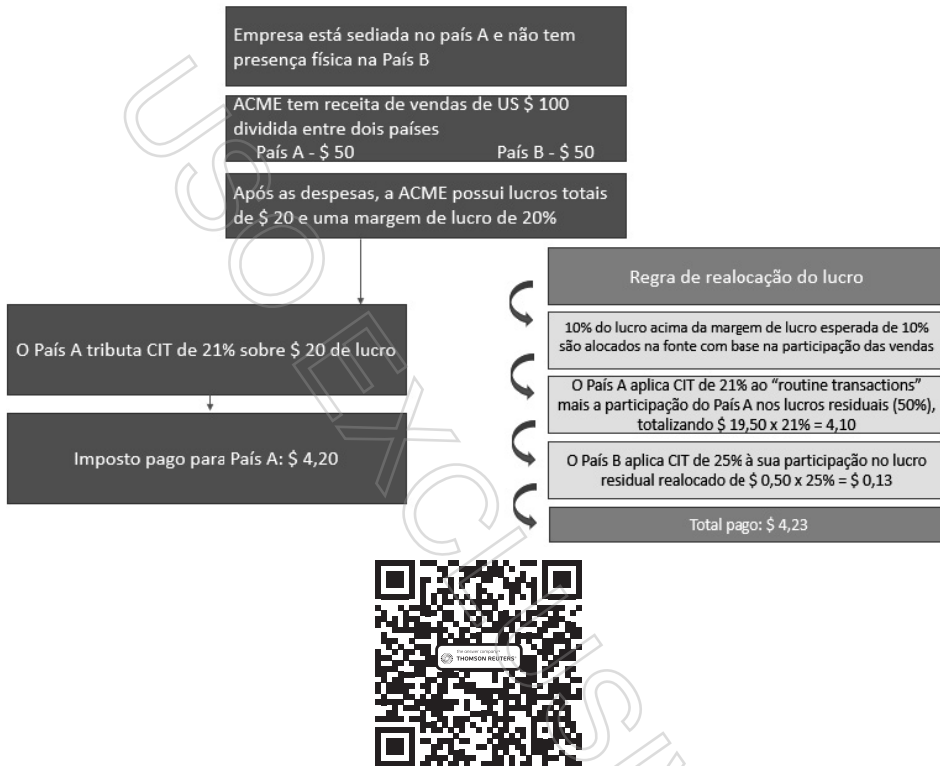 Empresa está sediada no país A e não tem
presença física na País B
ACME tem receita de vendas de US $ 100
dividida entre dois países
País A - $ 50 País B - $ 50
Após as despesas, a ACME possui lucros totais
de $ 20 e uma margem de lucro de 20%
O País A tributa CIT de 21% sobre $ 20 de lucro
Imposto pago para País A: $ 4,20
Regra de realocação do lucro
10% do lucro acima da margem de lucro esperada de 10%
são alocados na fonte com base na participação das vendas
O País A aplica CIT de 21% ao “routine transactions”
mais a participação do País A nos lucros residuais (50%),
totalizando $ 19,50 x 21% = 4,10
O País B aplica CIT de 25% à sua participação no lucro
residual realocado de $ 0,50 x 25% = $ 0,13
Total pago: $ 4,23
the answer company
THOMSON REUTERS
USO EXCLUSIV